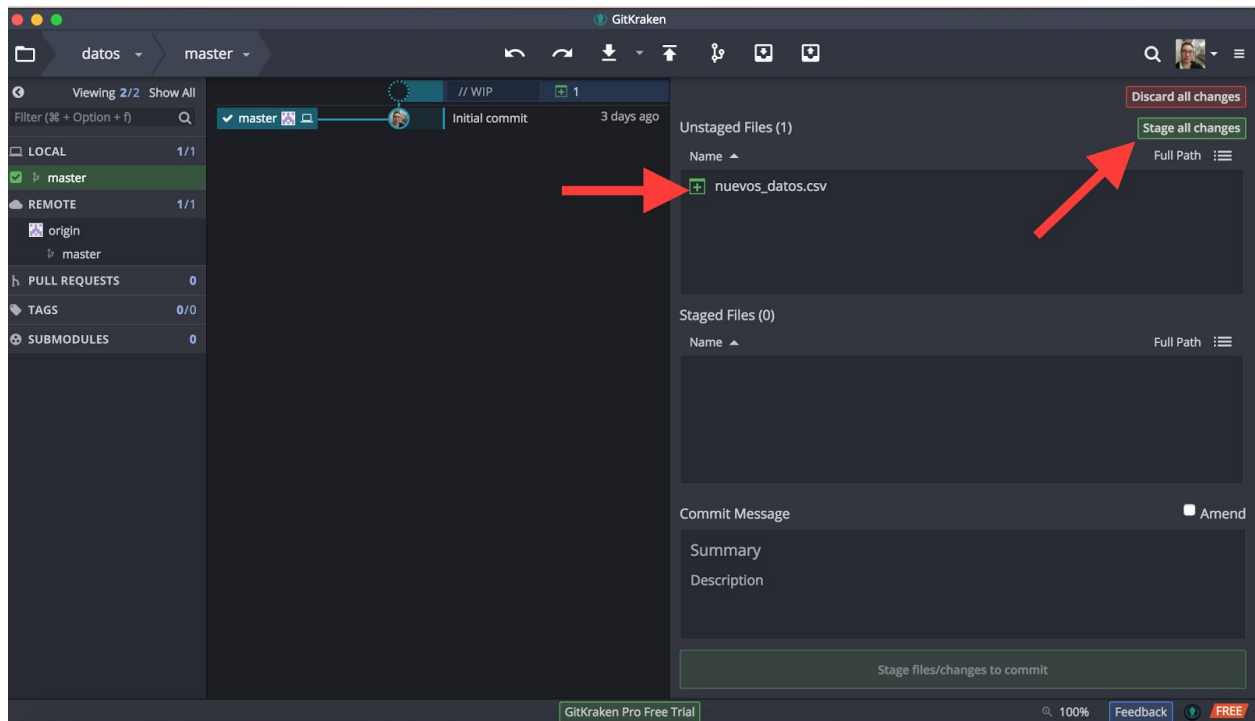 GitKraken
datos master
Viewing 2/2 Show All
Filter (⌘ + Option + f)
LOCAL 1/1
master
REMOTE 1/1
origin
master
PULL REQUESTS 0
TAGS 0/0
SUBMODULES 0
// WIP 1
master Initial commit 3 days ago
Discard all changes
Unstaged Files (1) Stage all changes
Name Full Path
nuevos_datos.csv
Staged Files (0)
Name Full Path
Commit Message Amend
Summary
Description
Stage files/changes to commit
GitKraken Pro Free Trial 100% Feedback FREE